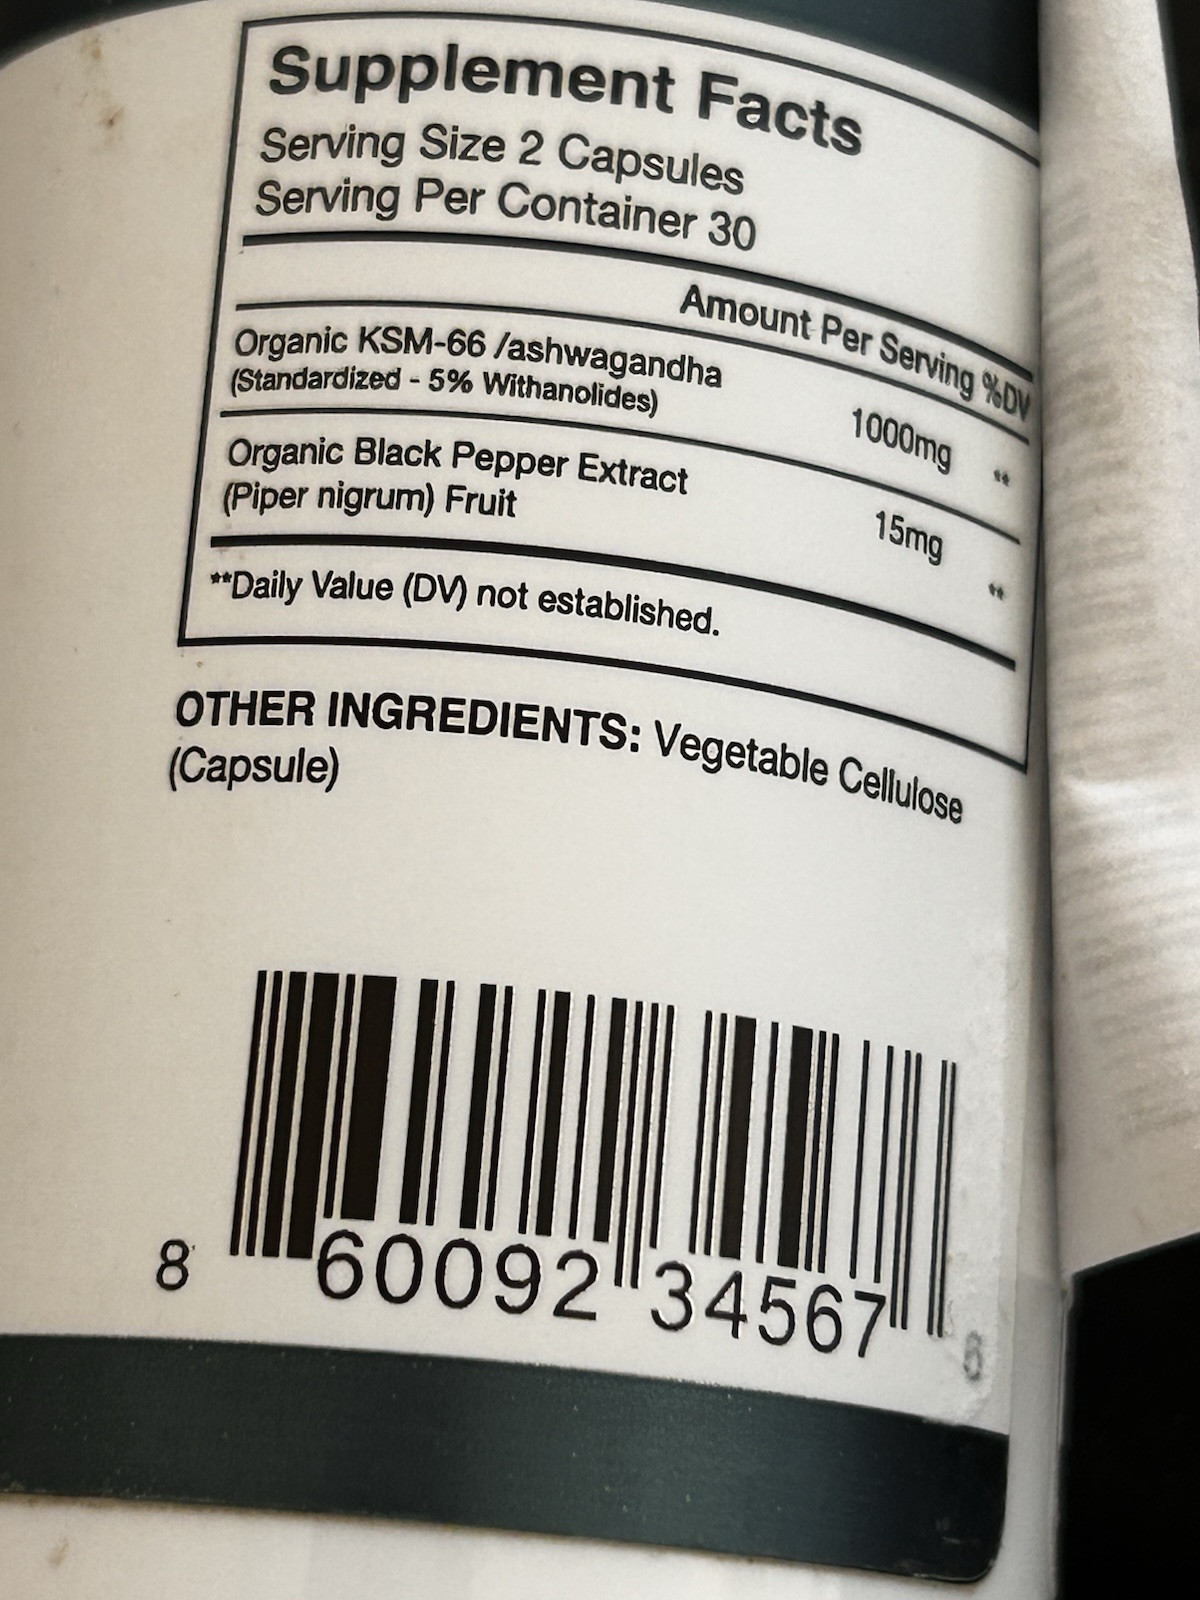 Supplement Facts
Serving Size 2 Capsules
Serving Per Container 30
Amount Per Serving %DV
Organic KSM-66 /ashwagandha
(Standardized - 5% Withanolides) 1000mg **
Organic Black Pepper Extract
(Piper nigrum) Fruit 15mg **
**Daily Value (DV) not established.
OTHER INGREDIENTS: Vegetable Cellulose
(Capsule)
8 60092 34567 6